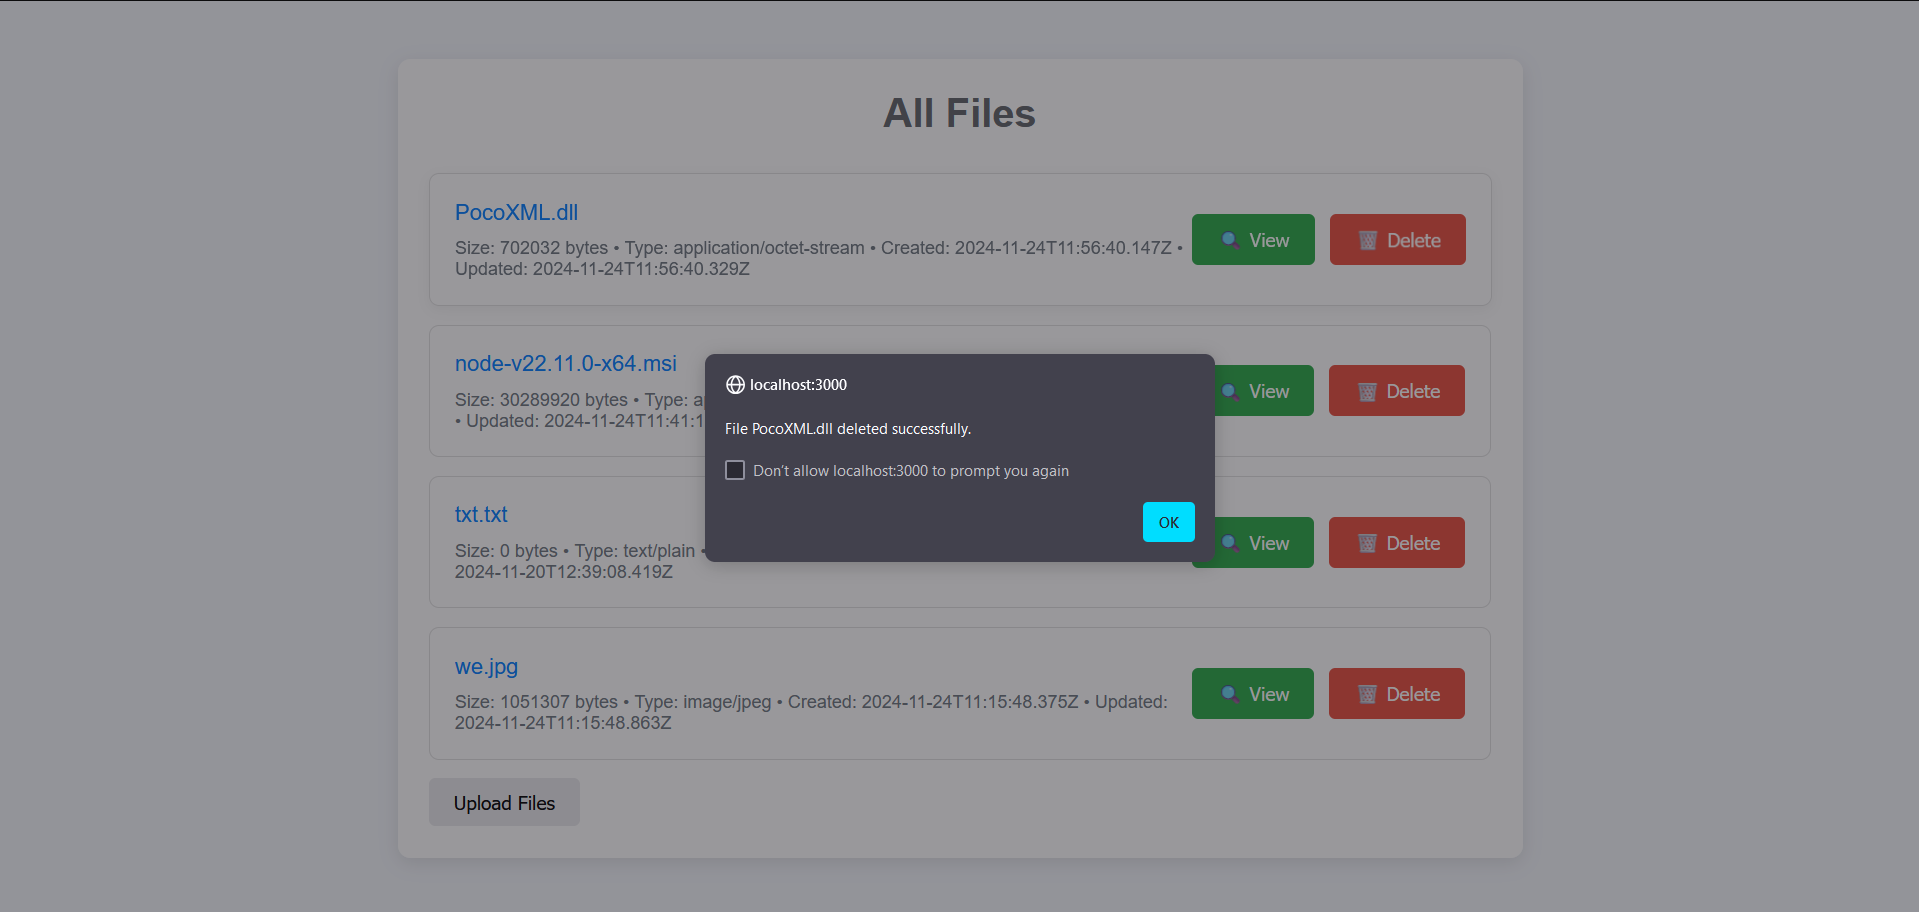 All Files
PocoXML.dll
Size: 702032 bytes • Type: application/octet-stream • Created: 2024-11-24T11:56:40.147Z •
Updated: 2024-11-24T11:56:40.329Z
View
Delete
node-v22.11.0-x64.msi
Size: 30289920 bytes • Type:
• Updated: 2024-11-24T11:41:1
View
Delete
localhost:3000
File PocoXML.dll deleted successfully.
Don't allow localhost:3000 to prompt you again
OK
txt.txt
Size: 0 bytes • Type: text/plain •
2024-11-20T12:39:08.419Z
View
Delete
we.jpg
Size: 1051307 bytes • Type: image/jpeg • Created: 2024-11-24T11:15:48.375Z • Updated:
2024-11-24T11:15:48.863Z
View
Delete
Upload Files